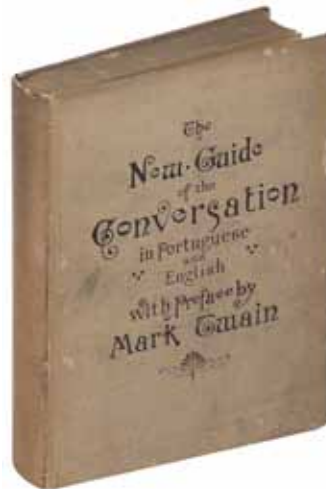 The
New·Guide
of the
Conversation
in Portuguese
and
English
with Preface by
Mark Twain